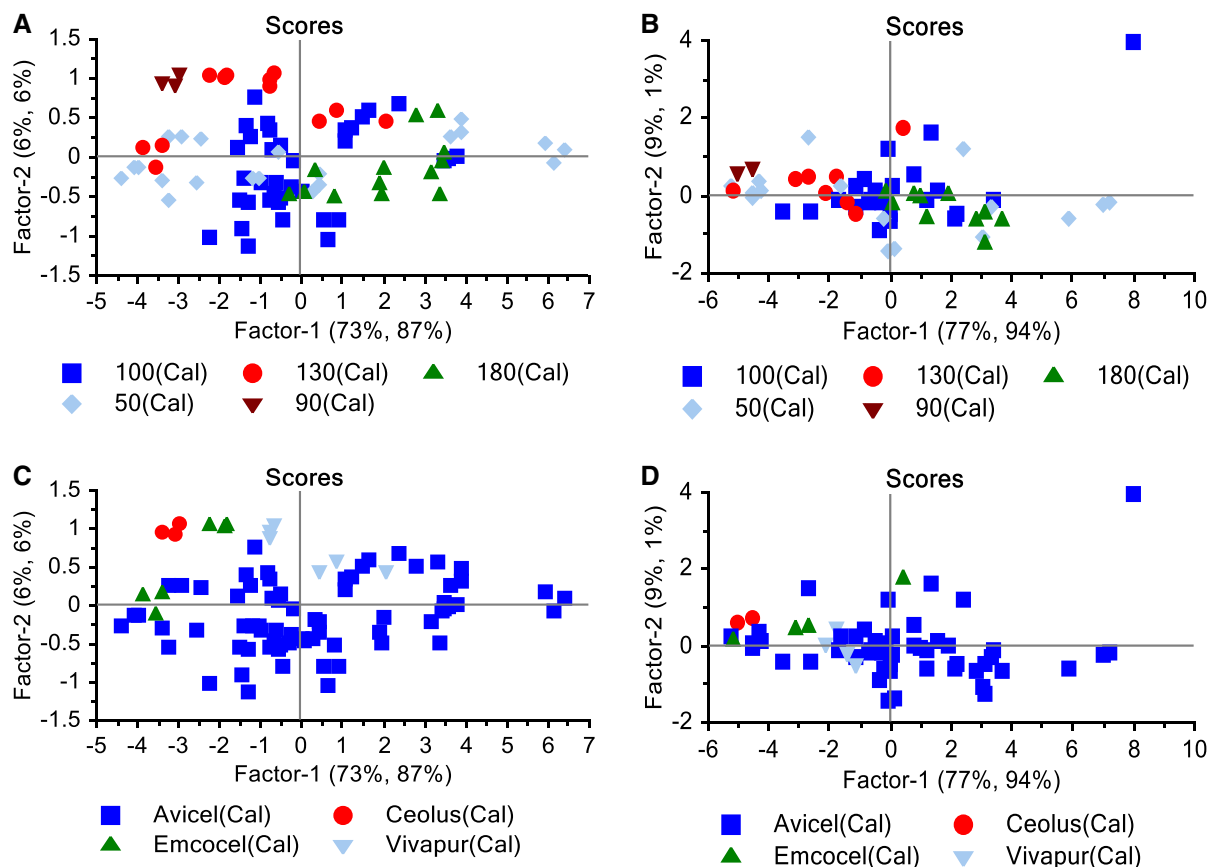 A
Scores
1.5
1
0.5
0
-0.5
-1
-1.5
Factor-2 (6%, 6%)
-5 -4 -3 -2 -1 0 1 2 3 4 5 6 7
Factor-1 (73%, 87%)
100(Cal) 130(Cal) 180(Cal)
50(Cal) 90(Cal)
B
Scores
4
2
0
-2
Factor-2 (9%, 1%)
-6 -4 -2 0 2 4 6 8 10
Factor-1 (77%, 94%)
100(Cal) 130(Cal) 180(Cal)
50(Cal) 90(Cal)
C
Scores
1.5
1
0.5
0
-0.5
-1
-1.5
Factor-2 (6%, 6%)
-5 -4 -3 -2 -1 0 1 2 3 4 5 6 7
Factor-1 (73%, 87%)
Avicel(Cal) Ceolus(Cal)
Emcocel(Cal) Vivapur(Cal)
D
Scores
4
2
0
-2
Factor-2 (9%, 1%)
-6 -4 -2 0 2 4 6 8 10
Factor-1 (77%, 94%)
Avicel(Cal) Ceolus(Cal)
Emcocel(Cal) Vivapur(Cal)